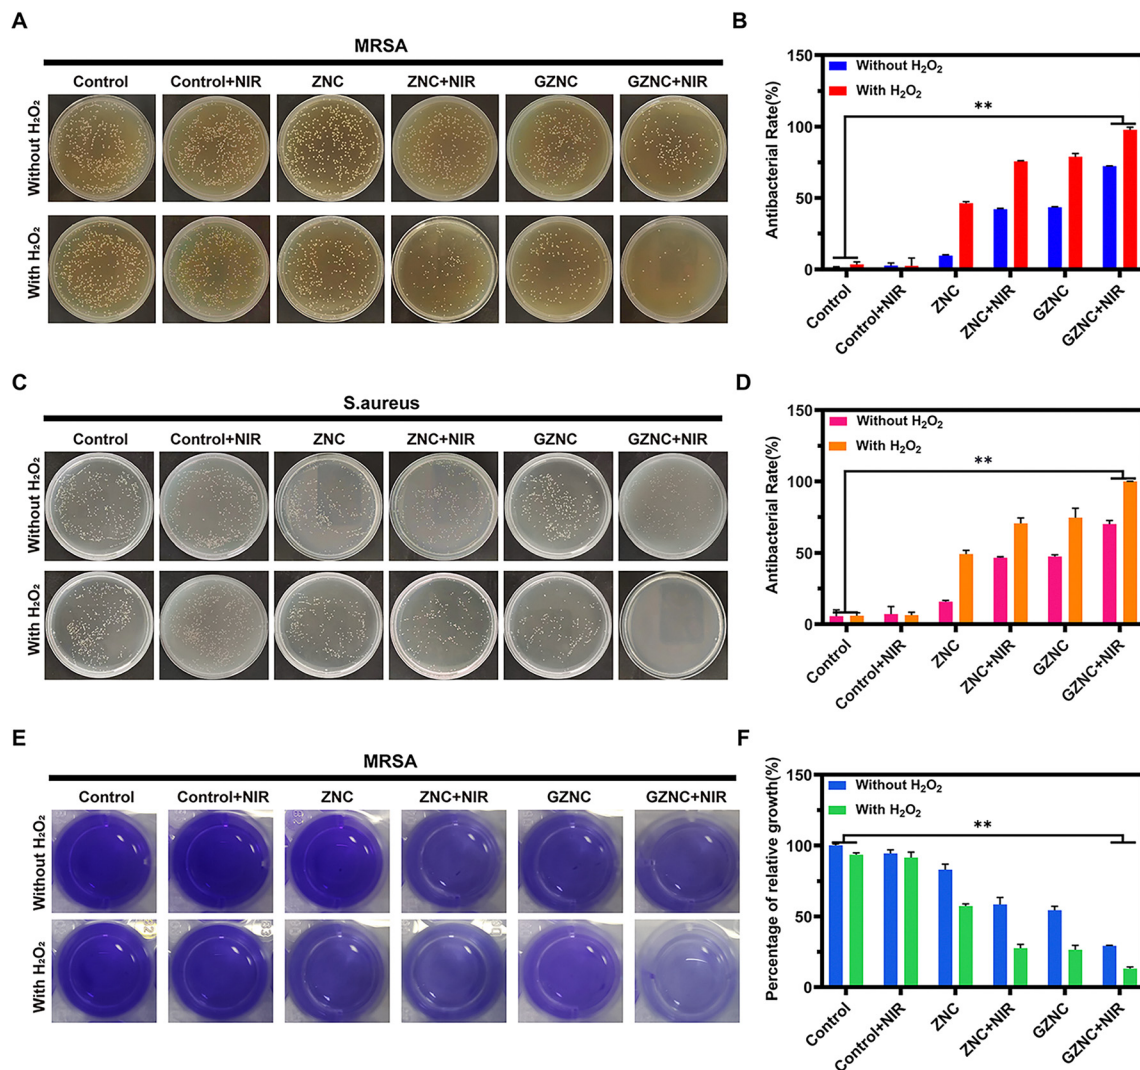 A
MRSA
Control Control+NIR ZNC ZNC+NIR GZNC GZNC+NIR
Without H₂O₂
With H₂O₂
B
Antibacterial Rate(%)
150
100
50
0
Without H₂O₂
With H₂O₂
**
Control Control+NIR ZNC ZNC+NIR GZNC GZNC+NIR
C
S.aureus
Control Control+NIR ZNC ZNC+NIR GZNC GZNC+NIR
Without H₂O₂
With H₂O₂
D
Antibacterial Rate(%)
150
100
50
0
Without H₂O₂
With H₂O₂
**
Control Control+NIR ZNC ZNC+NIR GZNC GZNC+NIR
E
MRSA
Control Control+NIR ZNC ZNC+NIR GZNC GZNC+NIR
Without H₂O₂
With H₂O₂
F
Percentage of relative growth(%)
150
100
50
0
Without H₂O₂
With H₂O₂
**
Control Control+NIR ZNC ZNC+NIR GZNC GZNC+NIR